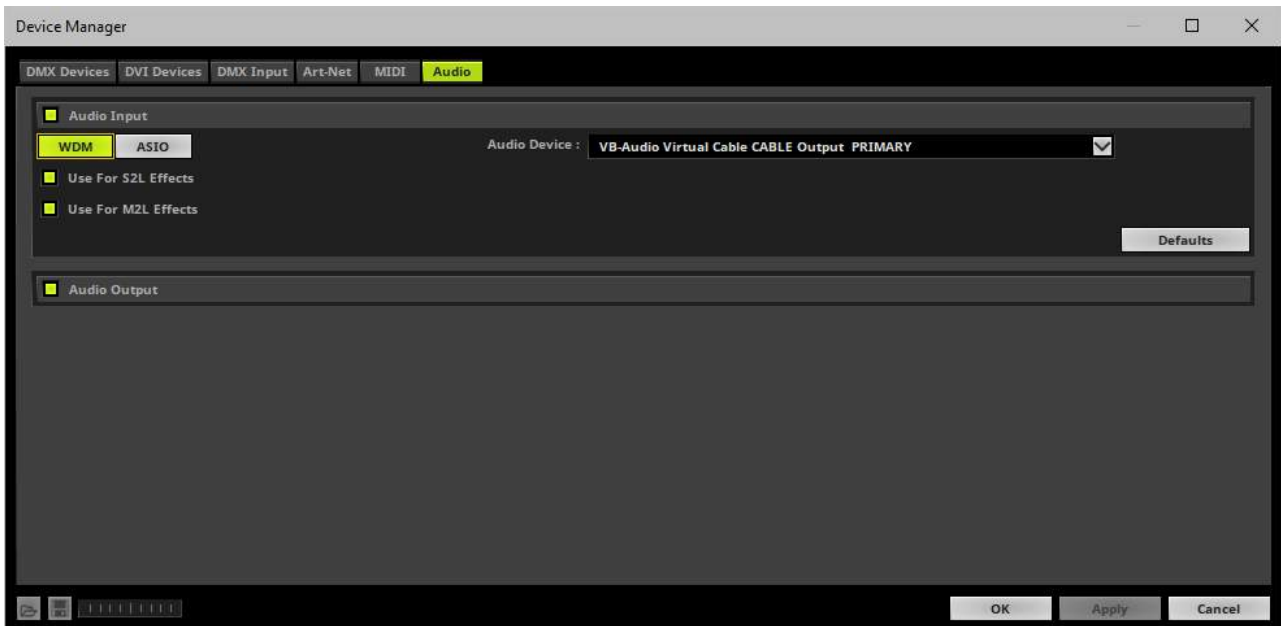 Device Manager
DMX Devices DVI Devices DMX Input Art-Net MIDI Audio
Audio Input
WDM ASIO Audio Device : VB-Audio Virtual Cable CABLE Output PRIMARY
Use For S2L Effects
Use For M2L Effects
Defaults
Audio Output
OK Apply Cancel